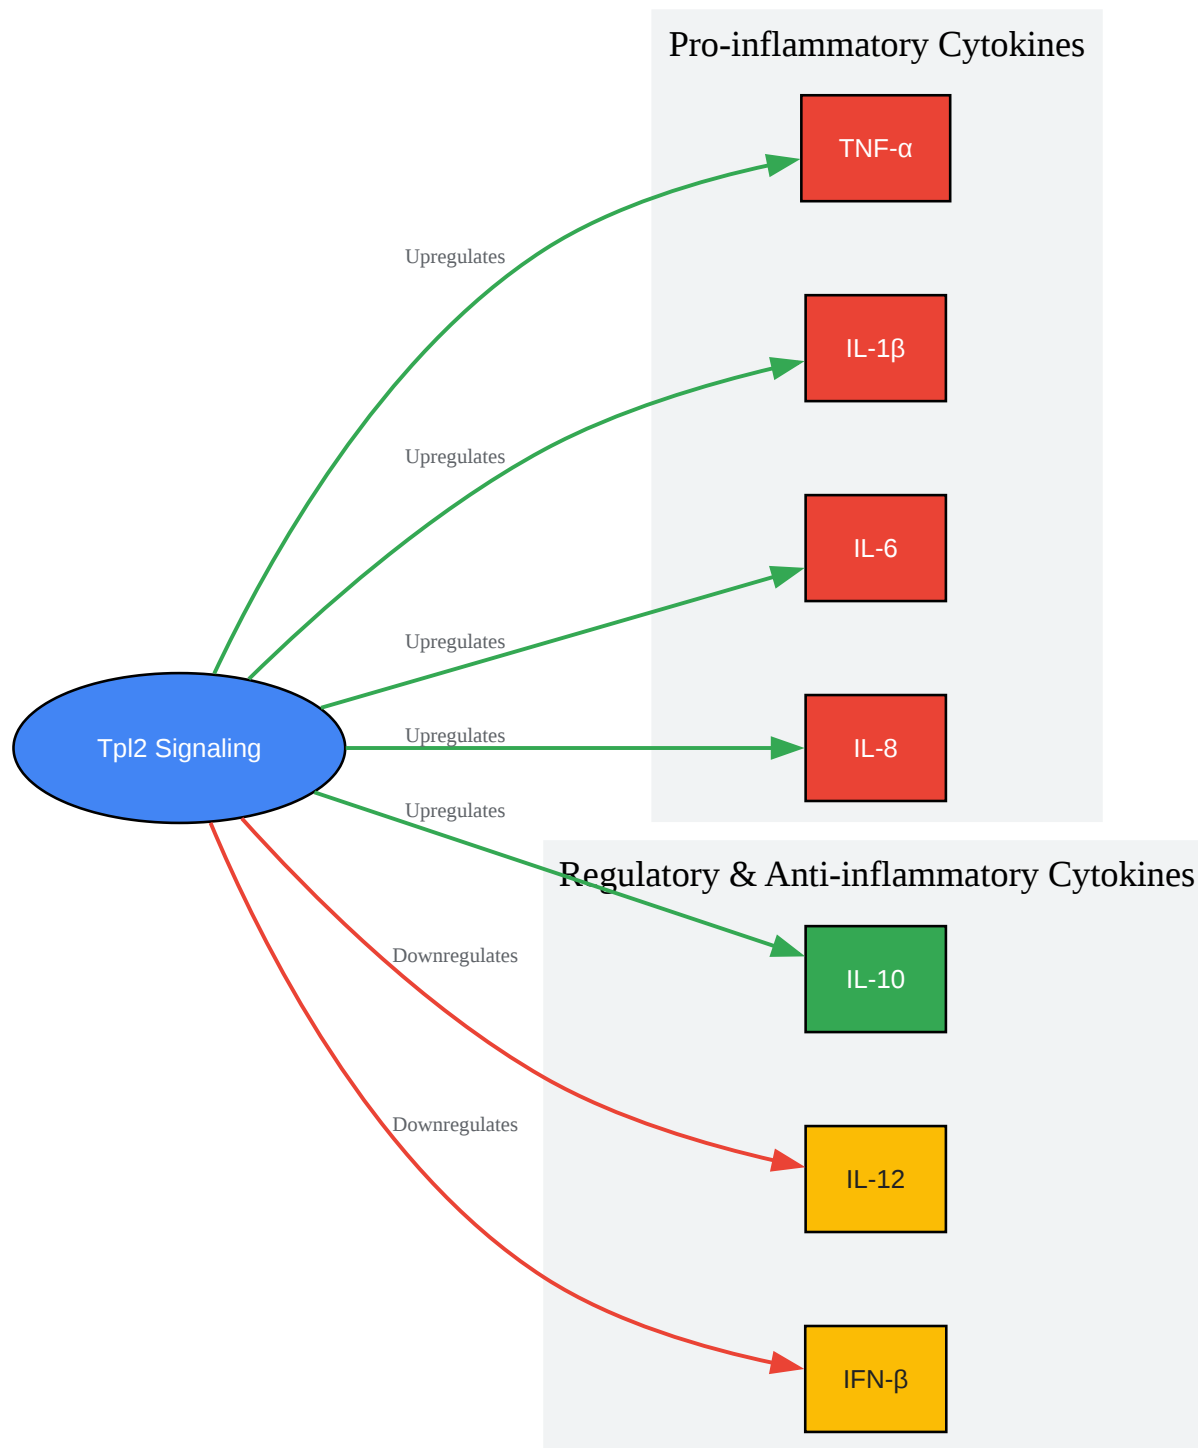 Pro-inflammatory Cytokines
TNF-α
Upregulates
IL-1β
Upregulates
IL-6
Upregulates
Upregulates
Tpl2 Signaling
IL-8
Upregulates
Regulatory & Anti-inflammatory Cytokines
Downregulates
IL-10
Downregulates
IL-12
IFN-β